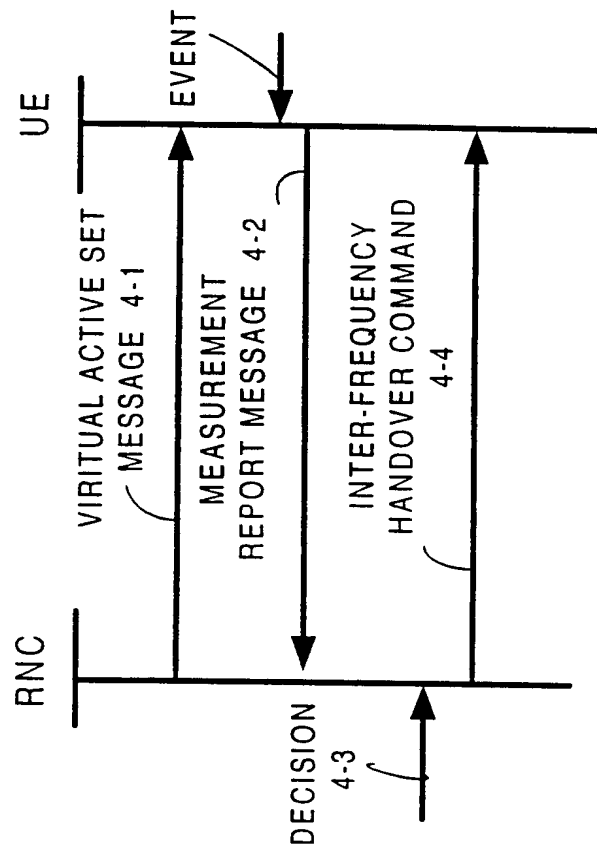 RNC
UE
VIRITUAL ACTIVE SET
MESSAGE 4-1
EVENT
MEASUREMENT
REPORT MESSAGE 4-2
DECISION
4-3
INTER-FREQUENCY
HANDOVER COMMAND
4-4